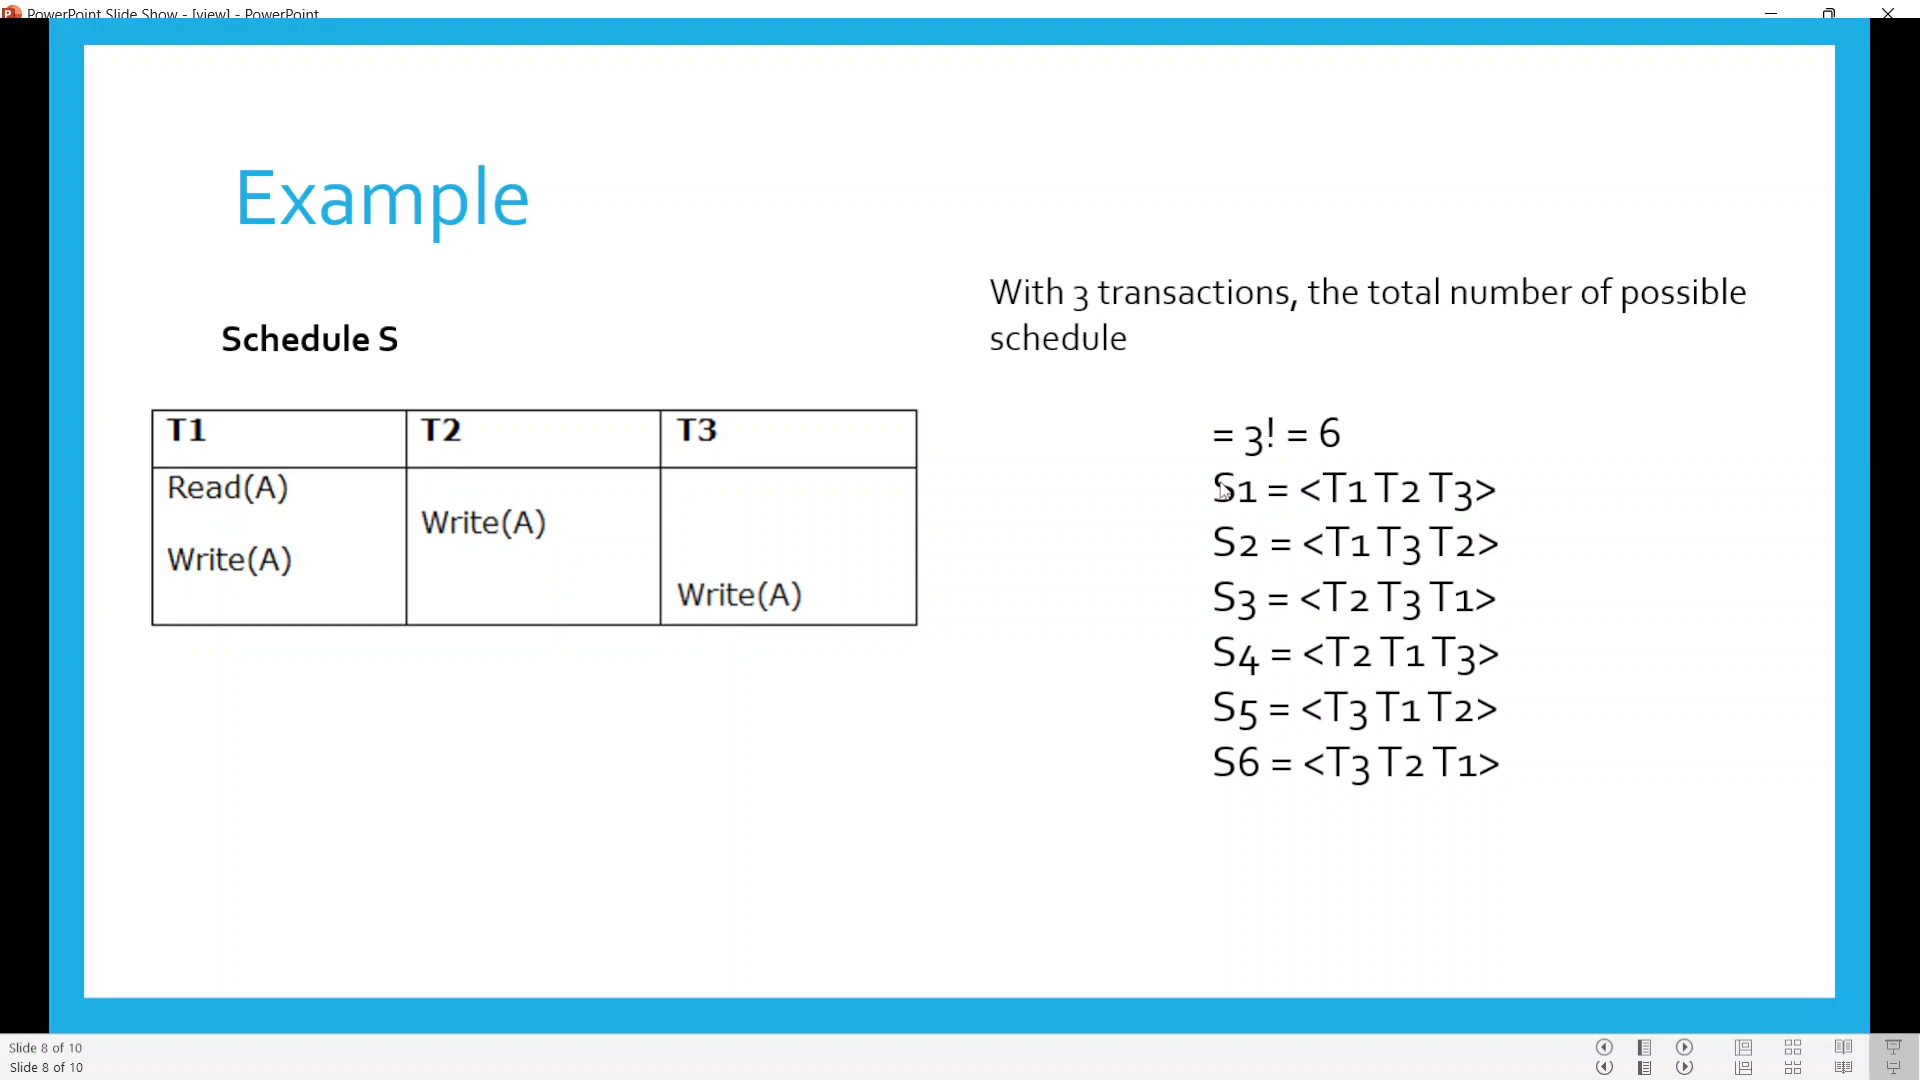 PowerPoint Slide Show - [view] - PowerPoint
Example
With 3 transactions, the total number of possible
schedule
Schedule S
T1 T2 T3
Read(A)
Write(A)
Write(A)
Write(A)
= 3! = 6
S1 = <T1 T2 T3>
S2 = <T1 T3 T2>
S3 = <T2 T3 T1>
S4 = <T2 T1 T3>
S5 = <T3 T1 T2>
S6 = <T3 T2 T1>
Slide 8 of 10
Slide 8 of 10